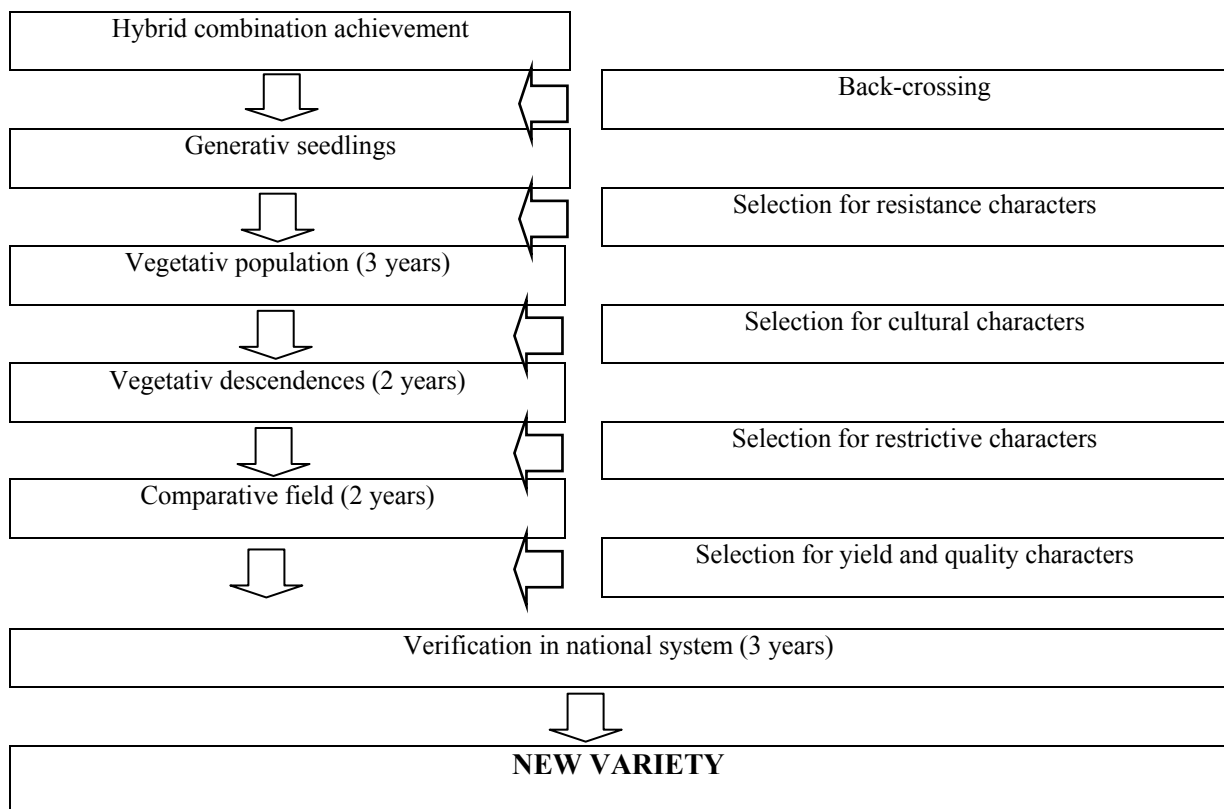 Hybrid combination achievement
Back-crossing
Generativ seedlings
Selection for resistance characters
Vegetativ population (3 years)
Selection for cultural characters
Vegetativ descendences (2 years)
Selection for restrictive characters
Comparative field (2 years)
Selection for yield and quality characters
Verification in national system (3 years)
NEW VARIETY